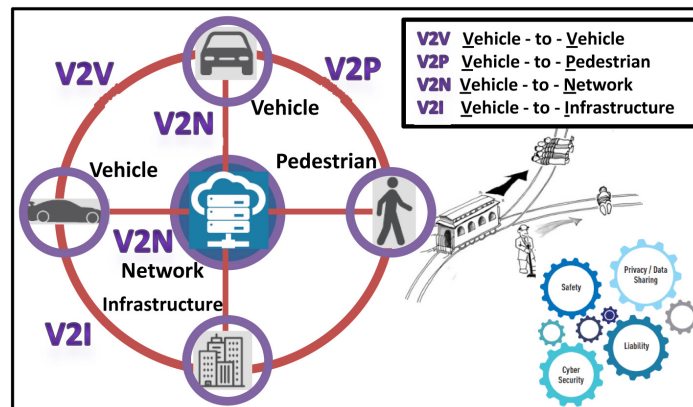 V2V
V2P
V2N
Vehicle
Vehicle
Pedestrian
V2N
Network
Infrastructure
V2I
V2V Vehicle - to - Vehicle
V2P Vehicle - to - Pedestrian
V2N Vehicle - to - Network
V2I Vehicle - to - Infrastructure
Safety
Privacy / Data
Sharing
Liability
Cyber
Security